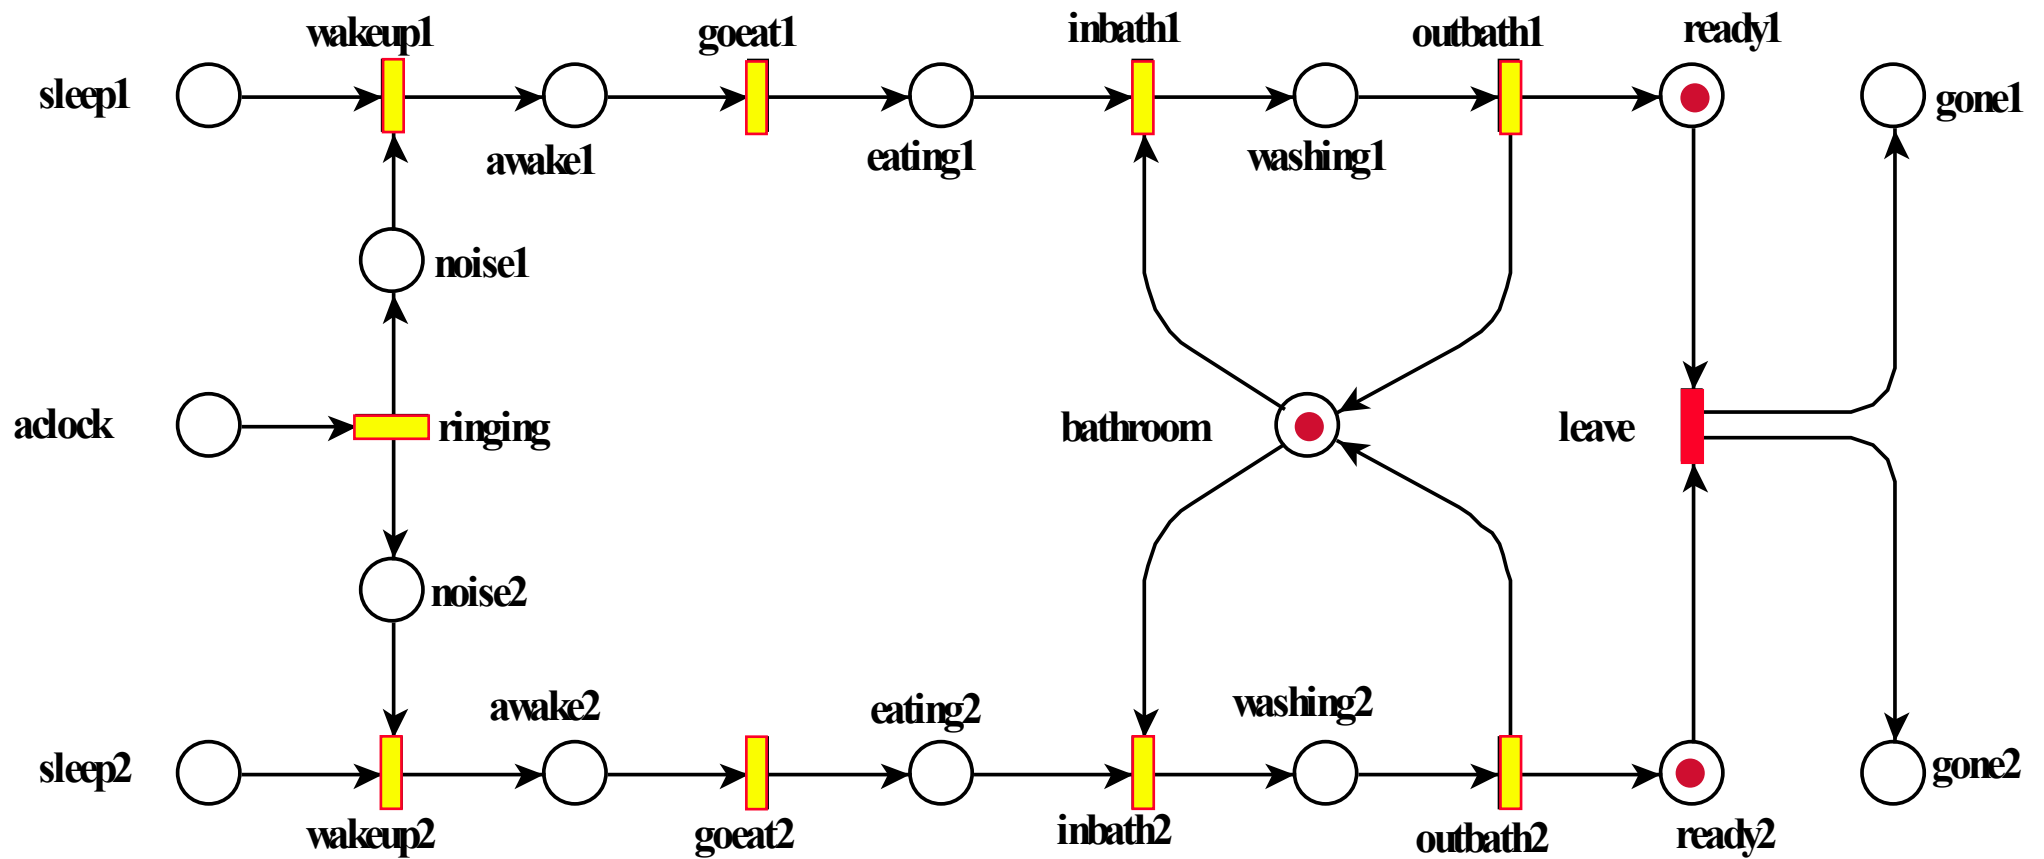 wakeup1
goeat1
inbath1
outbath1
ready1
sleep1
gone1
awake1
eating1
washing1
noise1
aclock
ringing
bathroom
leave
noise2
awake2
eating2
washing2
sleep2
gone2
wakeup2
goeat2
inbath2
outbath2
ready2